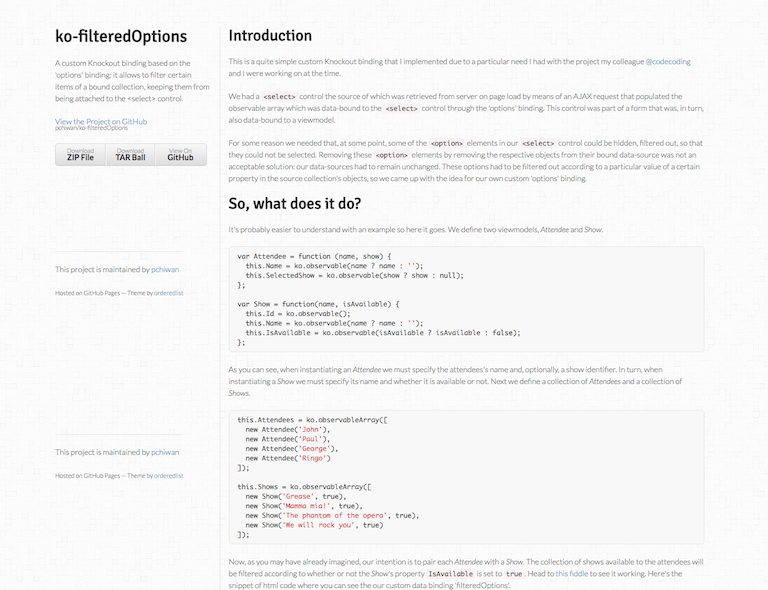 ko-filteredOptions
A custom Knockout binding based on the
'options' binding; it allows to filter certain
items of a bound collection, keeping them from
being attached to the <select> control.
View the Project on GitHub
pchiwan/ko-filteredOptions
Download
ZIP File
Download
TAR Ball
View On
GitHub
This project is maintained by pchiwan
Hosted on GitHub Pages — Theme by orderedlist
This project is maintained by pchiwan
Hosted on GitHub Pages — Theme by orderedlist
Introduction
This is a quite simple custom Knockout binding that I implemented due to a particular need I had with the project my colleague @codecoding
and I were working on at the time.
We had a <select> control the source of which was retrieved from server on page load by means of an AJAX request that populated the
observable array which was data-bound to the <select> control through the 'options' binding. This control was part of a form that was, in turn,
also data-bound to a viewmodel.
For some reason we needed that, at some point, some of the <option> elements in our <select> control could be hidden, filtered out, so that
they could not be selected. Removing these <option> elements by removing the respective objects from their bound data-source was not an
acceptable solution: our data-sources had to remain unchanged. These options had to be filtered out according to a particular value of a certain
property in the source collection's objects, so we came up with the idea for our own custom 'options' binding.
So, what does it do?
It's probably easier to understand with an example so here it goes. We define two viewmodels, Attendee and Show.
var Attendee = function (name, show) {
this.Name = ko.observable(name ? name : '');
this.SelectedShow = ko.observable(show ? show : null);
};
var Show = function(name, isAvailable) {
this.Id = ko.observable();
this.Name = ko.observable(name ? name : '');
this.IsAvailable = ko.observable(isAvailable ? isAvailable : false);
};
As you can see, when instantiating an Attendee we must specify the attendees's name and, optionally, a show identifier. In turn, when
instantiating a Show we must specify its name and whether it is available or not. Next we define a collection of Attendees and a collection of
Shows.
this.Attendees = ko.observableArray([
new Attendee('John'),
new Attendee('Paul'),
new Attendee('George'),
new Attendee('Ringo')
]);
this.Shows = ko.observableArray([
new Show('Grease', true),
new Show('Mamma mia!', true),
new Show('The phantom of the opera', true),
new Show('We will rock you', true)
]);
Now, as you may have already imagined, our intention is to pair each Attendee with a Show. The collection of shows available to the attendees will
be filtered according to whether or not the Show's property IsAvailable is set to true. Head to this fiddle to see it working. Here's the
snippet of html code where you can see the our custom data binding 'filteredOptions'.